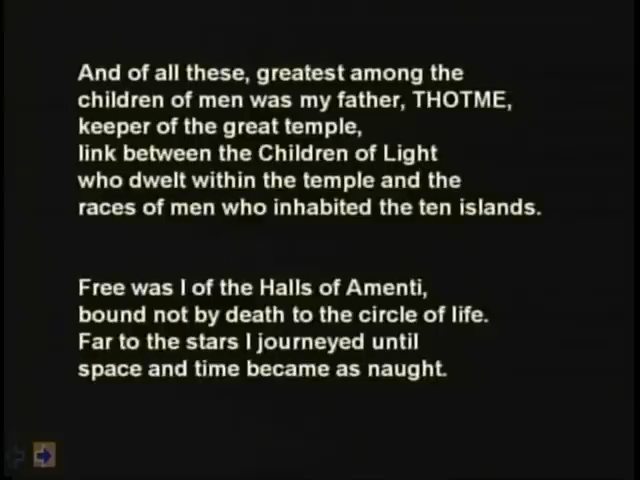 And of all these, greatest among the
children of men was my father, THOTME,
keeper of the great temple,
link between the Children of Light
who dwelt within the temple and the
races of men who inhabited the ten islands.
Free was I of the Halls of Amenti,
bound not by death to the circle of life.
Far to the stars I journeyed until
space and time became as naught.